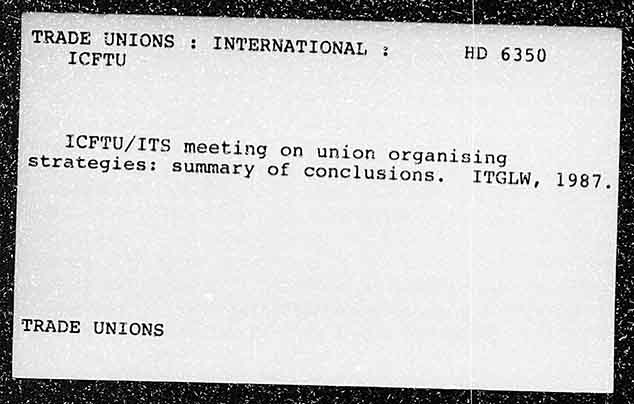 TRADE UNIONS : INTERNATIONAL : HD 6350
ICFTU
ICFTU/ITS meeting on union organising
strategies: summary of conclusions. ITGLW, 1987.
TRADE UNIONS